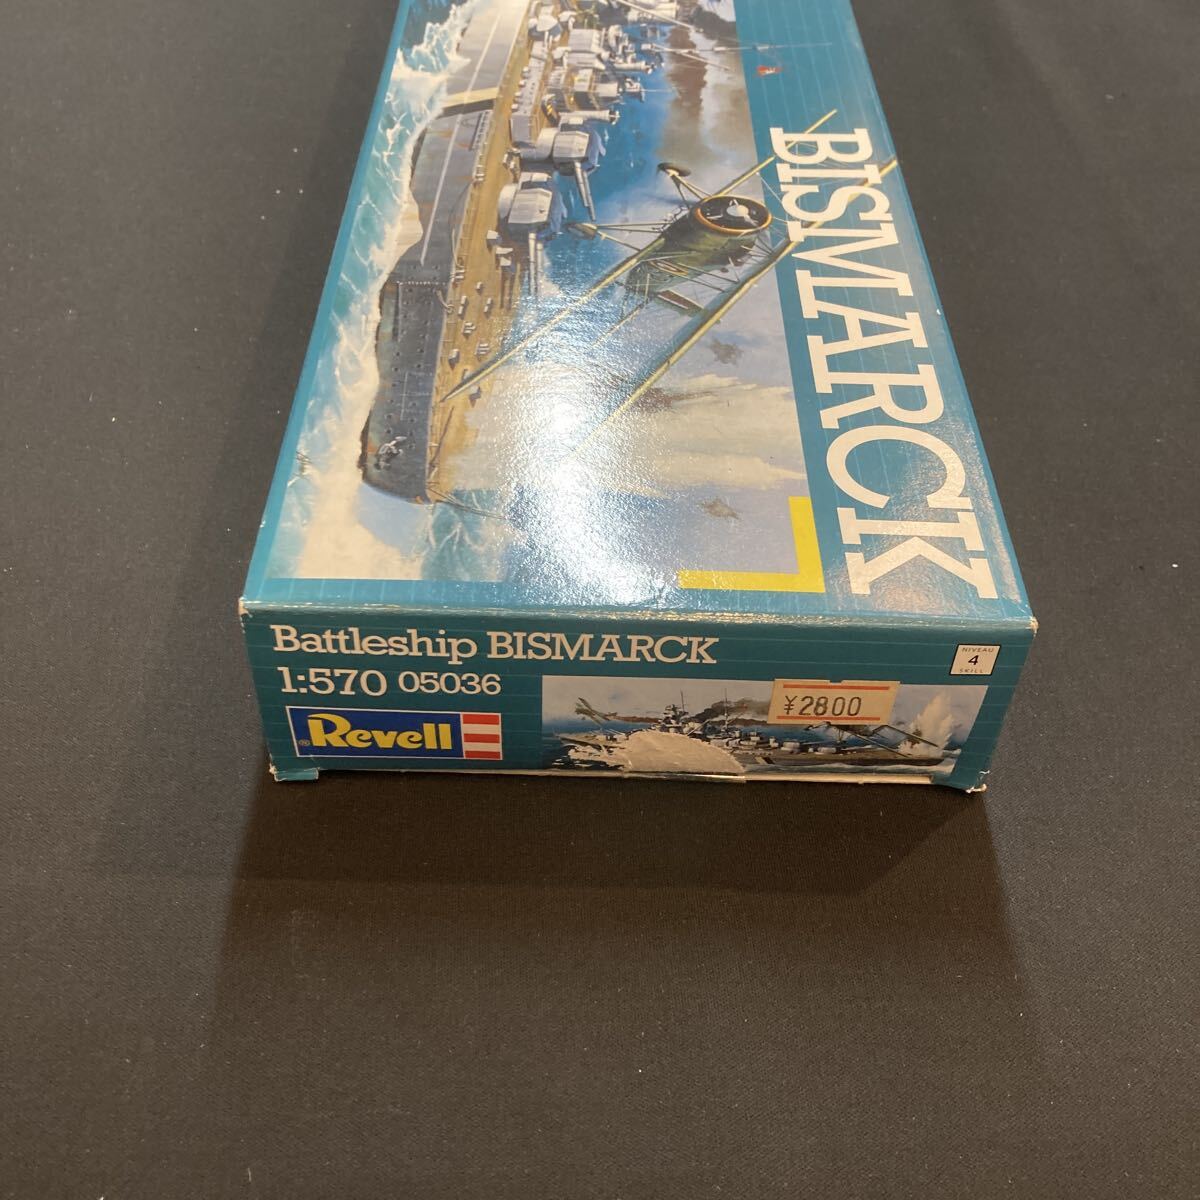 BISMARCK
Battleship BISMARCK
1:570 05036
® Revell
¥2800
NIVEAU
4
SKILL